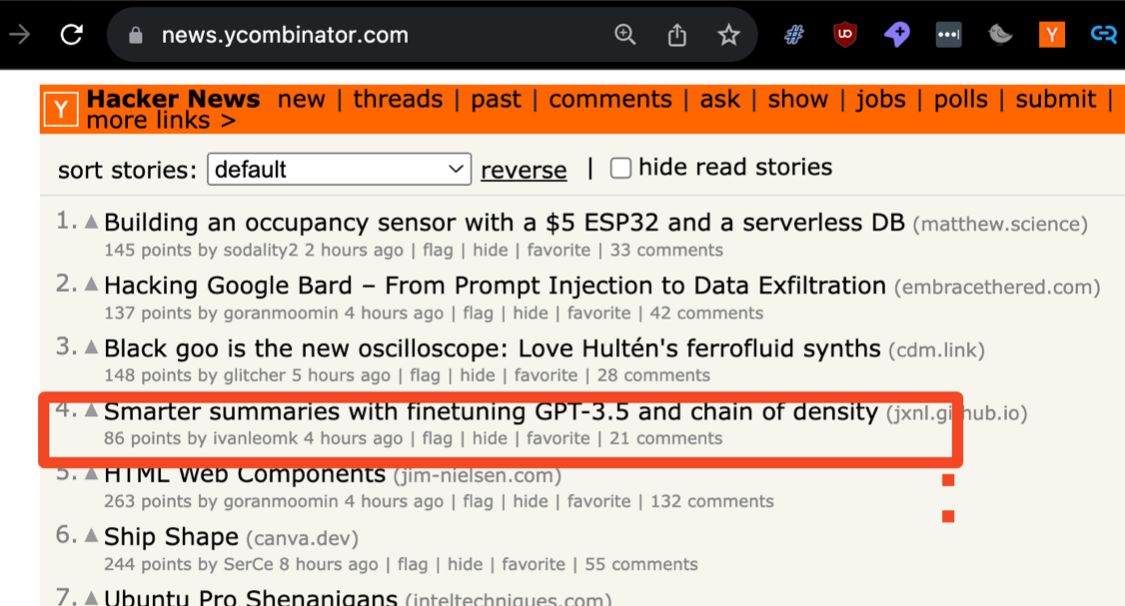 news.ycombinator.com
Y Hacker News new | threads | past | comments | ask | show | jobs | polls | submit |
more links >
sort stories: default reverse | hide read stories
1. Building an occupancy sensor with a $5 ESP32 and a serverless DB (matthew.science)
145 points by sodality2 2 hours ago | flag | hide | favorite | 33 comments
2. Hacking Google Bard – From Prompt Injection to Data Exfiltration (embracethered.com)
137 points by goranmoomin 4 hours ago | flag | hide | favorite | 42 comments
3. Black goo is the new oscilloscope: Love Hultén's ferrofluid synths (cdm.link)
148 points by glitcher 5 hours ago | flag | hide | favorite | 28 comments
4. Smarter summaries with finetuning GPT-3.5 and chain of density (jxnl.github.io)
86 points by ivanleomk 4 hours ago | flag | hide | favorite | 21 comments
5. HTML Web Components (jim-nielsen.com)
263 points by goranmoomin 4 hours ago | flag | hide | favorite | 132 comments
6. Ship Shape (canva.dev)
244 points by SerCe 8 hours ago | flag | hide | favorite | 55 comments
7. Ubuntu Pro Shenanigans (inteltechniques.com)